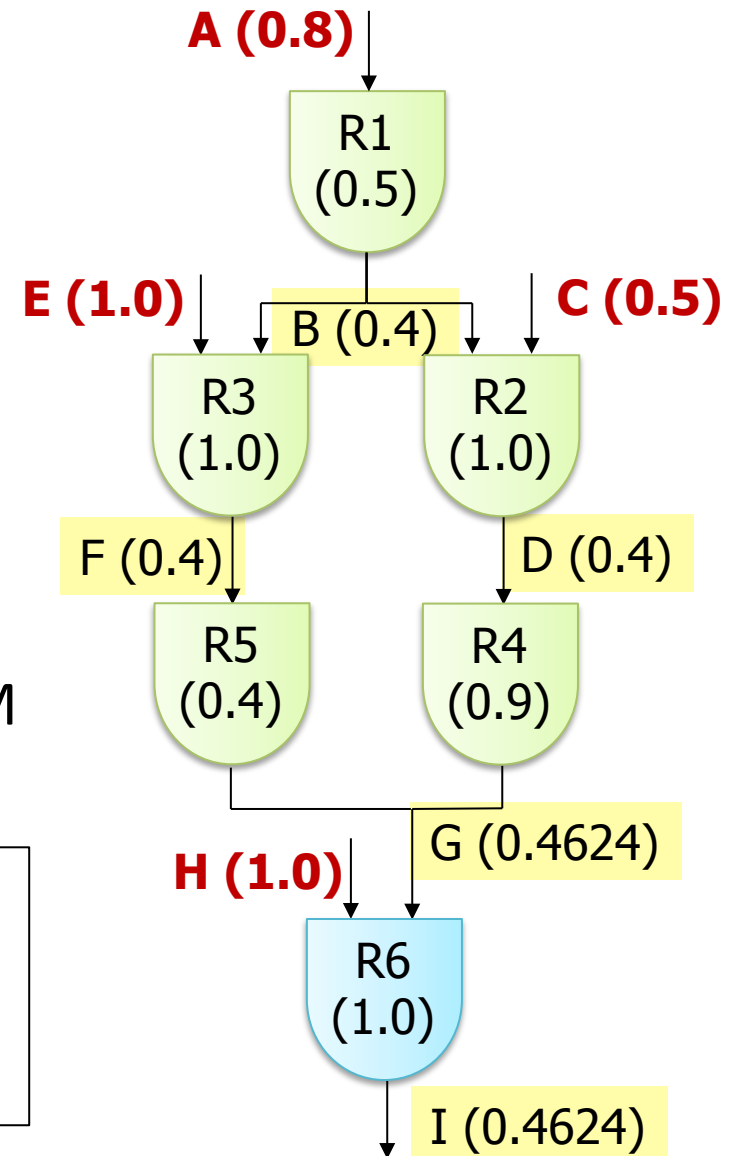 A (0.8)
R1
(0.5)
E (1.0)
B (0.4)
C (0.5)
R3
(1.0)
R2
(1.0)
F (0.4)
D (0.4)
R5
(0.4)
R4
(0.9)
M
G (0.4624)
H (1.0)
R6
(1.0)
I (0.4624)